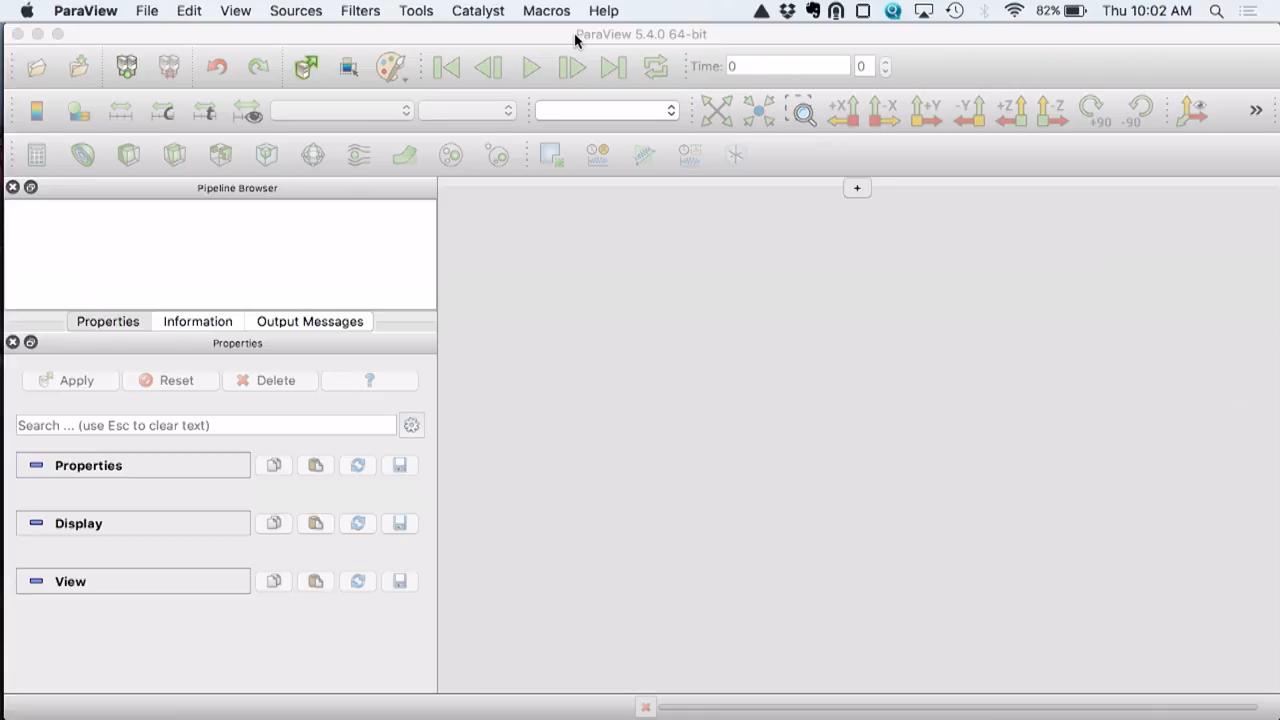 ParaView File Edit View Sources Filters Tools Catalyst Macros Help 82% Thu 10:02 AM
ParaView 5.4.0 64-bit
Time: 0 0
+X -X +Y -Y +Z -Z +90 -90 »
Pipeline Browser
+
Properties Information Output Messages
Properties
Apply Reset Delete ?
Search ... (use Esc to clear text)
Properties
Display
View